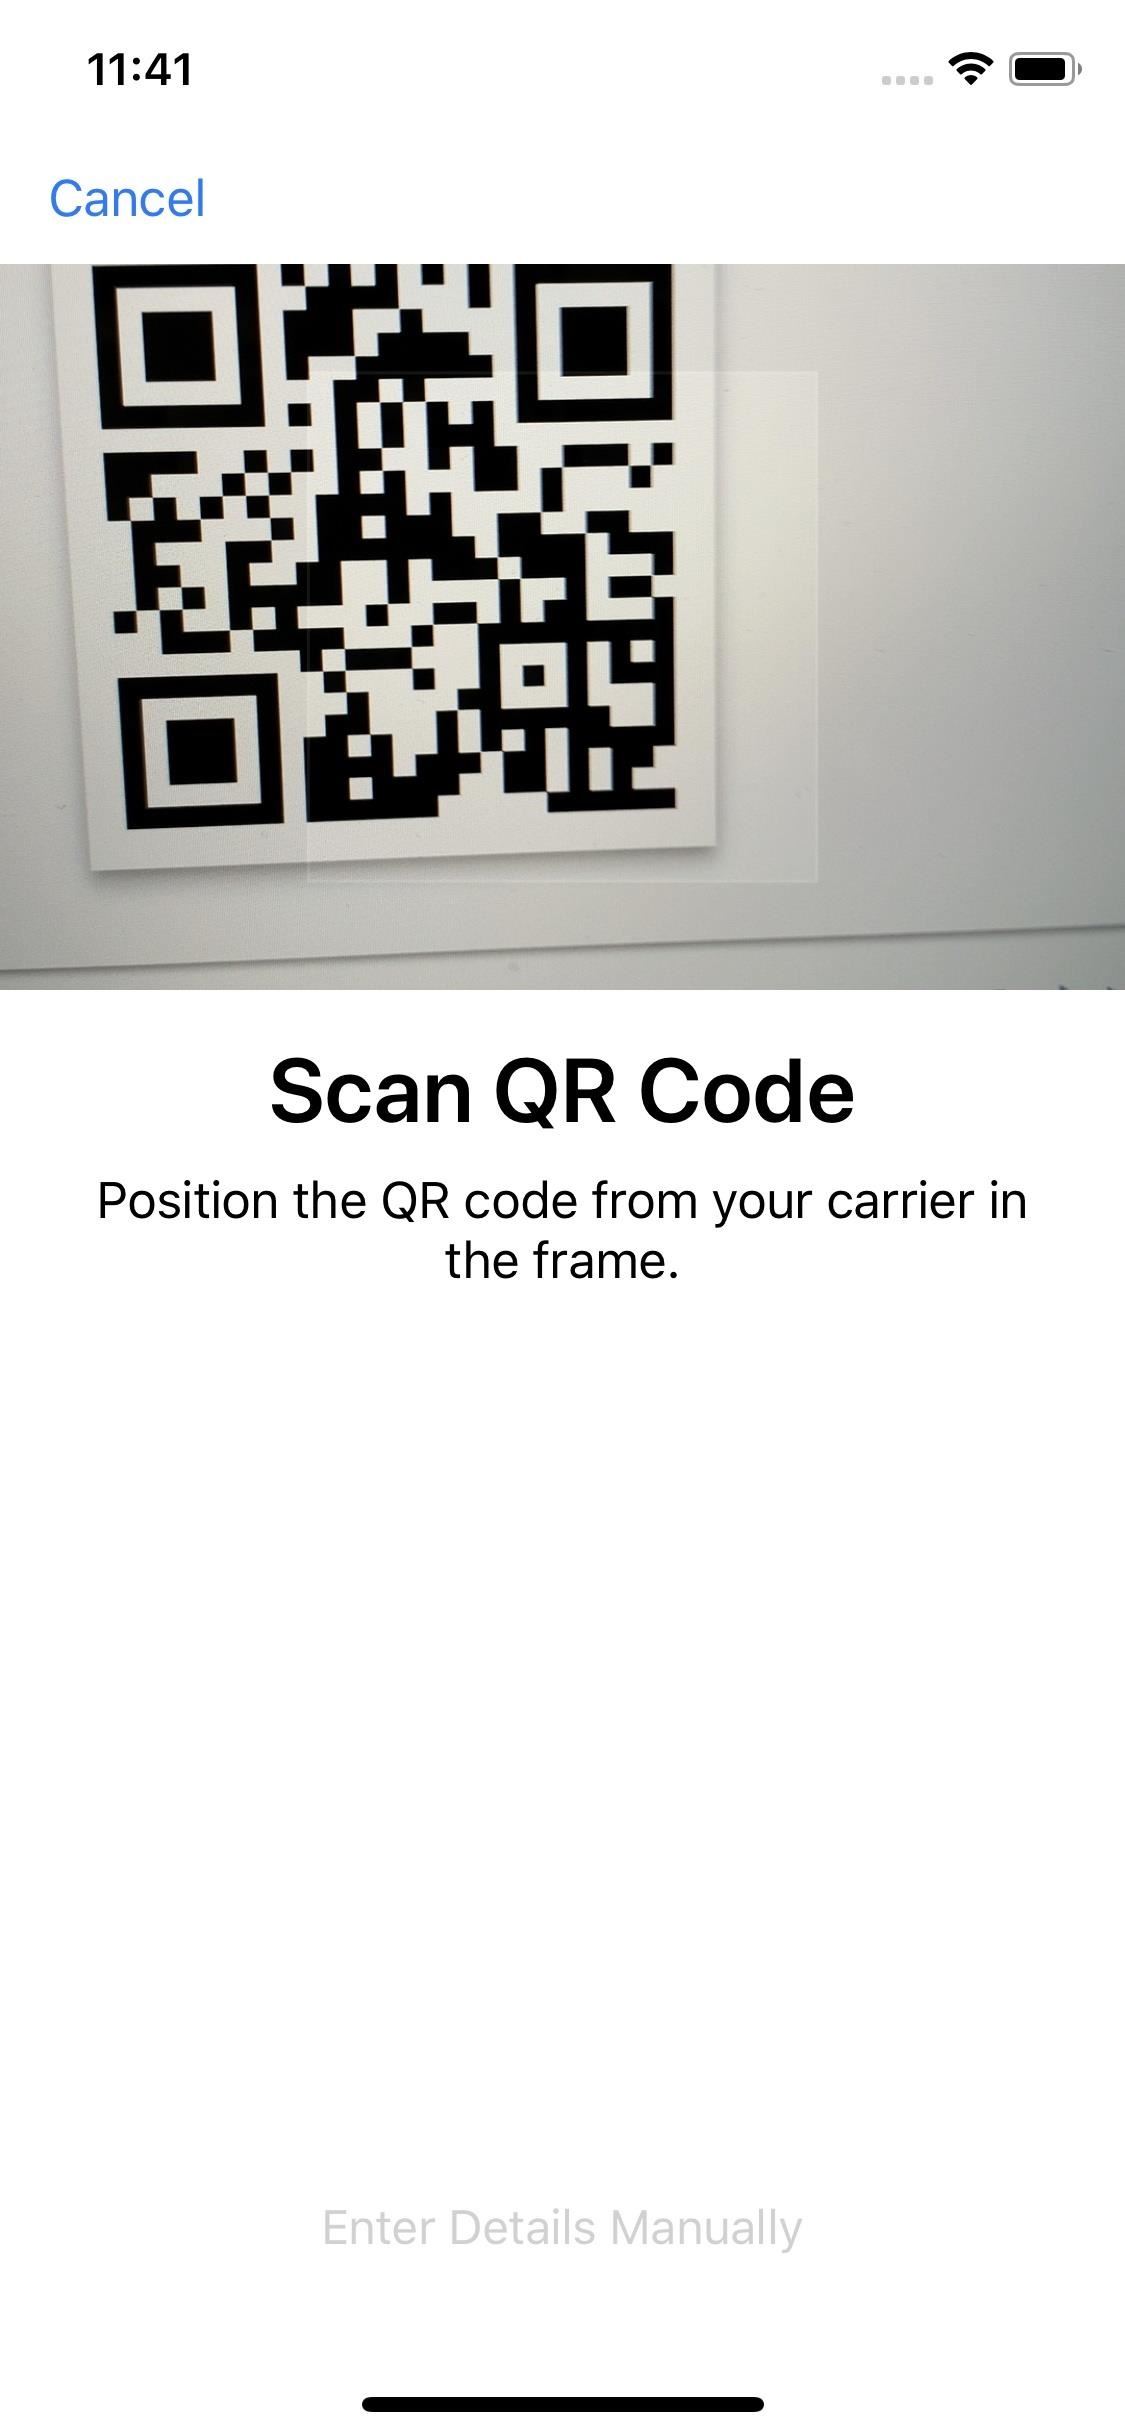 11:41
Cancel
Scan QR Code
Position the QR code from your carrier in
the frame.
Enter Details Manually